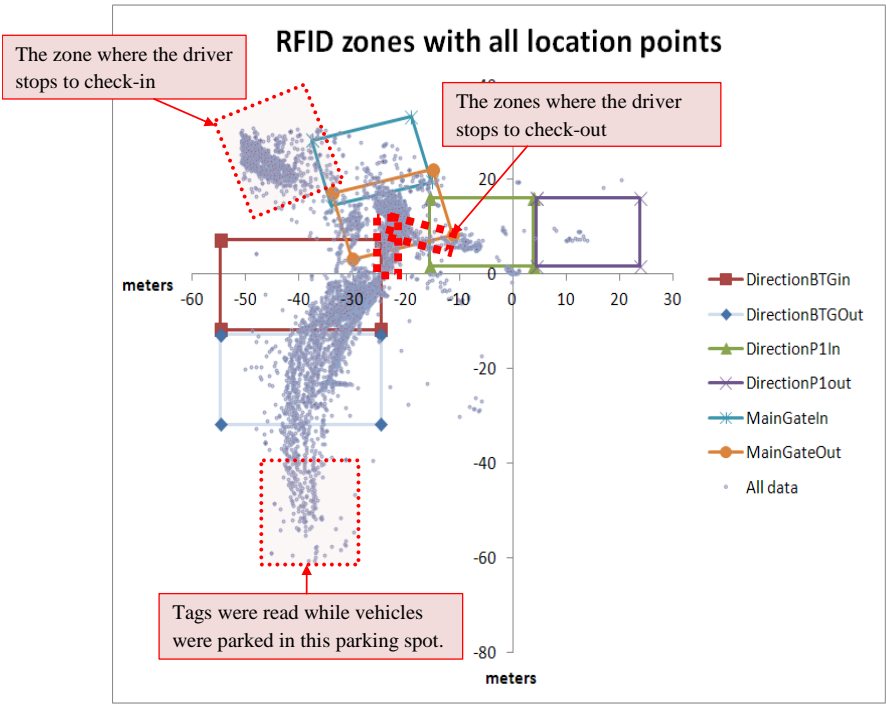 RFID zones with all location points
The zone where the driver
stops to check-in
The zones where the driver
stops to check-out
20
0
-20
-40
-60
-80
meters
-60
-50
-40
-30
-20
-10
0
10
20
30
meters
DirectionBTGin
DirectionBTGOut
DirectionP1In
DirectionP1out
MainGateIn
MainGateOut
All data
Tags were read while vehicles
were parked in this parking spot.